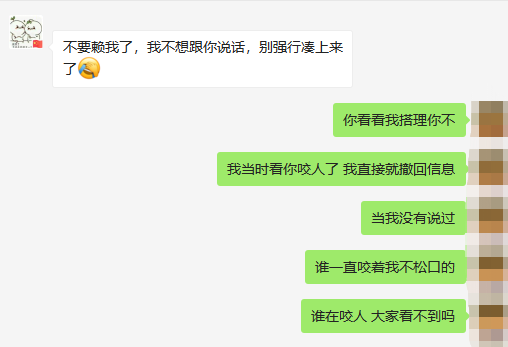 不要赖我了，我不想跟你说话，别强行凑上来
了
你看看我搭理你不
我当时看你咬人了 我直接就撤回信息
当我没有说过
谁一直咬着我不松口的
谁在咬人 大家看不到吗